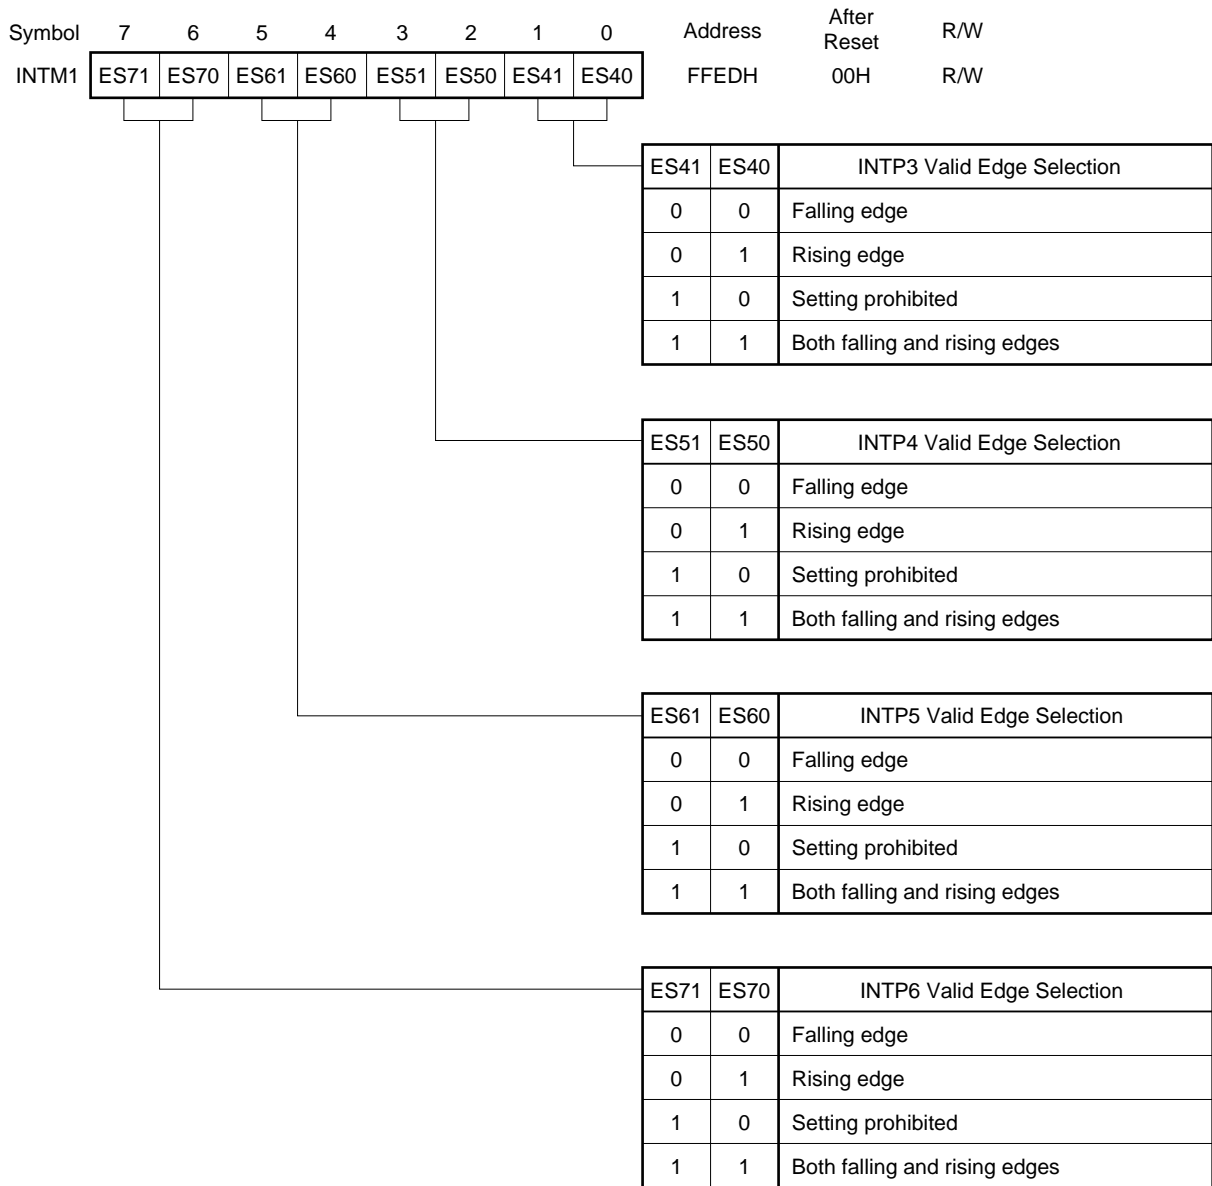 Symbol 7 6 5 4 3 2 1 0 Address After Reset R/W
INTM1 ES71 ES70 ES61 ES60 ES51 ES50 ES41 ES40 FFEDH 00H R/W
ES41 ES40 INTP3 Valid Edge Selection
0 0 Falling edge
0 1 Rising edge
1 0 Setting prohibited
1 1 Both falling and rising edges
ES51 ES50 INTP4 Valid Edge Selection
0 0 Falling edge
0 1 Rising edge
1 0 Setting prohibited
1 1 Both falling and rising edges
ES61 ES60 INTP5 Valid Edge Selection
0 0 Falling edge
0 1 Rising edge
1 0 Setting prohibited
1 1 Both falling and rising edges
ES71 ES70 INTP6 Valid Edge Selection
0 0 Falling edge
0 1 Rising edge
1 0 Setting prohibited
1 1 Both falling and rising edges